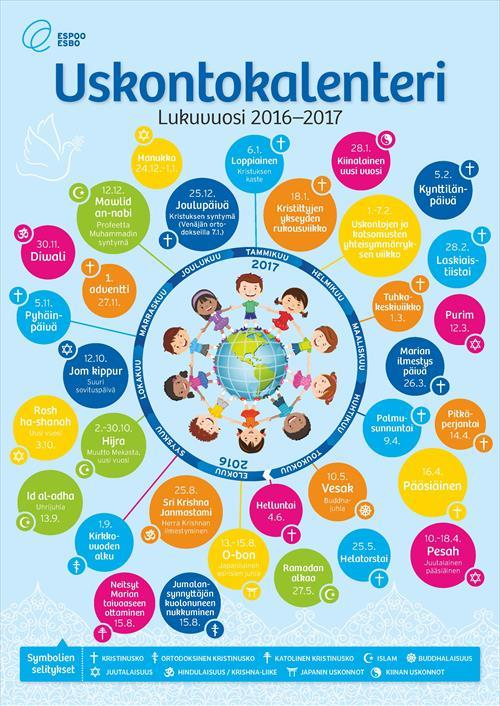 ESPOO
ESBO
Uskontokalenteri
Lukuvuosi 2016–2017
Hanukka
24.12.-1.1.
6.1.
Loppiainen
Kristuksen
kaste
28.1.
Kiinalainen
uusi vuosi
5.2.
Kynttilän-
päivä
12.12.
Mawlid
an-nabi
Profeetta
Muhammadin
syntymä
25.12.
Joulupäivä
Kristuksen syntymä
(Venäjän orto-
doksella 7.1.)
18.1.
Kristittyjen
ykseyden
rukousviikko
1.-7.2.
Uskontojen ja
katsomusten
yhteisymmärryk-
sen viikko
30.11.
Diwali
1.
adventti
27.11.
28.2.
Laskiais-
tiistai
5.11.
Pyhäin-
päivä
Tuhka-
keskiviikko
1.3.
Purim
12.3.
12.10.
Jom kippur
Suuri
sovituspäivä
Marian
ilmestys
päivä
26.3.
Rosh
ha-shanah
Uusi vuosi
3.10.
2.-30.10.
Hijra
Muutto Mekasta,
uusi vuosi
Palmu-
sunnuntai
9.4.
Pitkä-
perjantai
14.4.
Id al-adha
Uhrijuhla
13.9.
1.9.
Kirkko-
vuoden
alku
25.8.
Sri Krishna
Janmastami
Herra Krishnan
ilmestyminen
13.-15.8.
O-bon
Japanilainen
vainajien juhla
Helluntai
4.6.
10.5.
Vesak
Buddha-
juhla
16.4.
Pääsiäinen
Neitsyt
Marian
taivaaseen
ottaminen
15.8.
Jumalan-
synnyttäjän
kuolonuneen
nukkuminen
15.8.
Ramadan
alkaa
27.5.
25.5.
Helatorstai
10.-18.4.
Pesah
Juutalainen
pääsiäinen
2017
TAMMIKUU
HELMIKUU
MAALISKUU
HUHTIKUU
TOUKOKUU
2016
ELOKUU
SYYSKUU
LOKAKUU
MARRASKUU
JOULUKUU
Symbolien
selitykset
KRISTINUSKO ORTODOKSINEN KRISTINUSKO KATOLINEN KRISTINUSKO ISLAM BUDDHALAISUUS
JUUTALAISUUS HINDULAISUUS / KRISHNA-LIIKE JAPANIN USKONNOT KIINAN USKONNOT